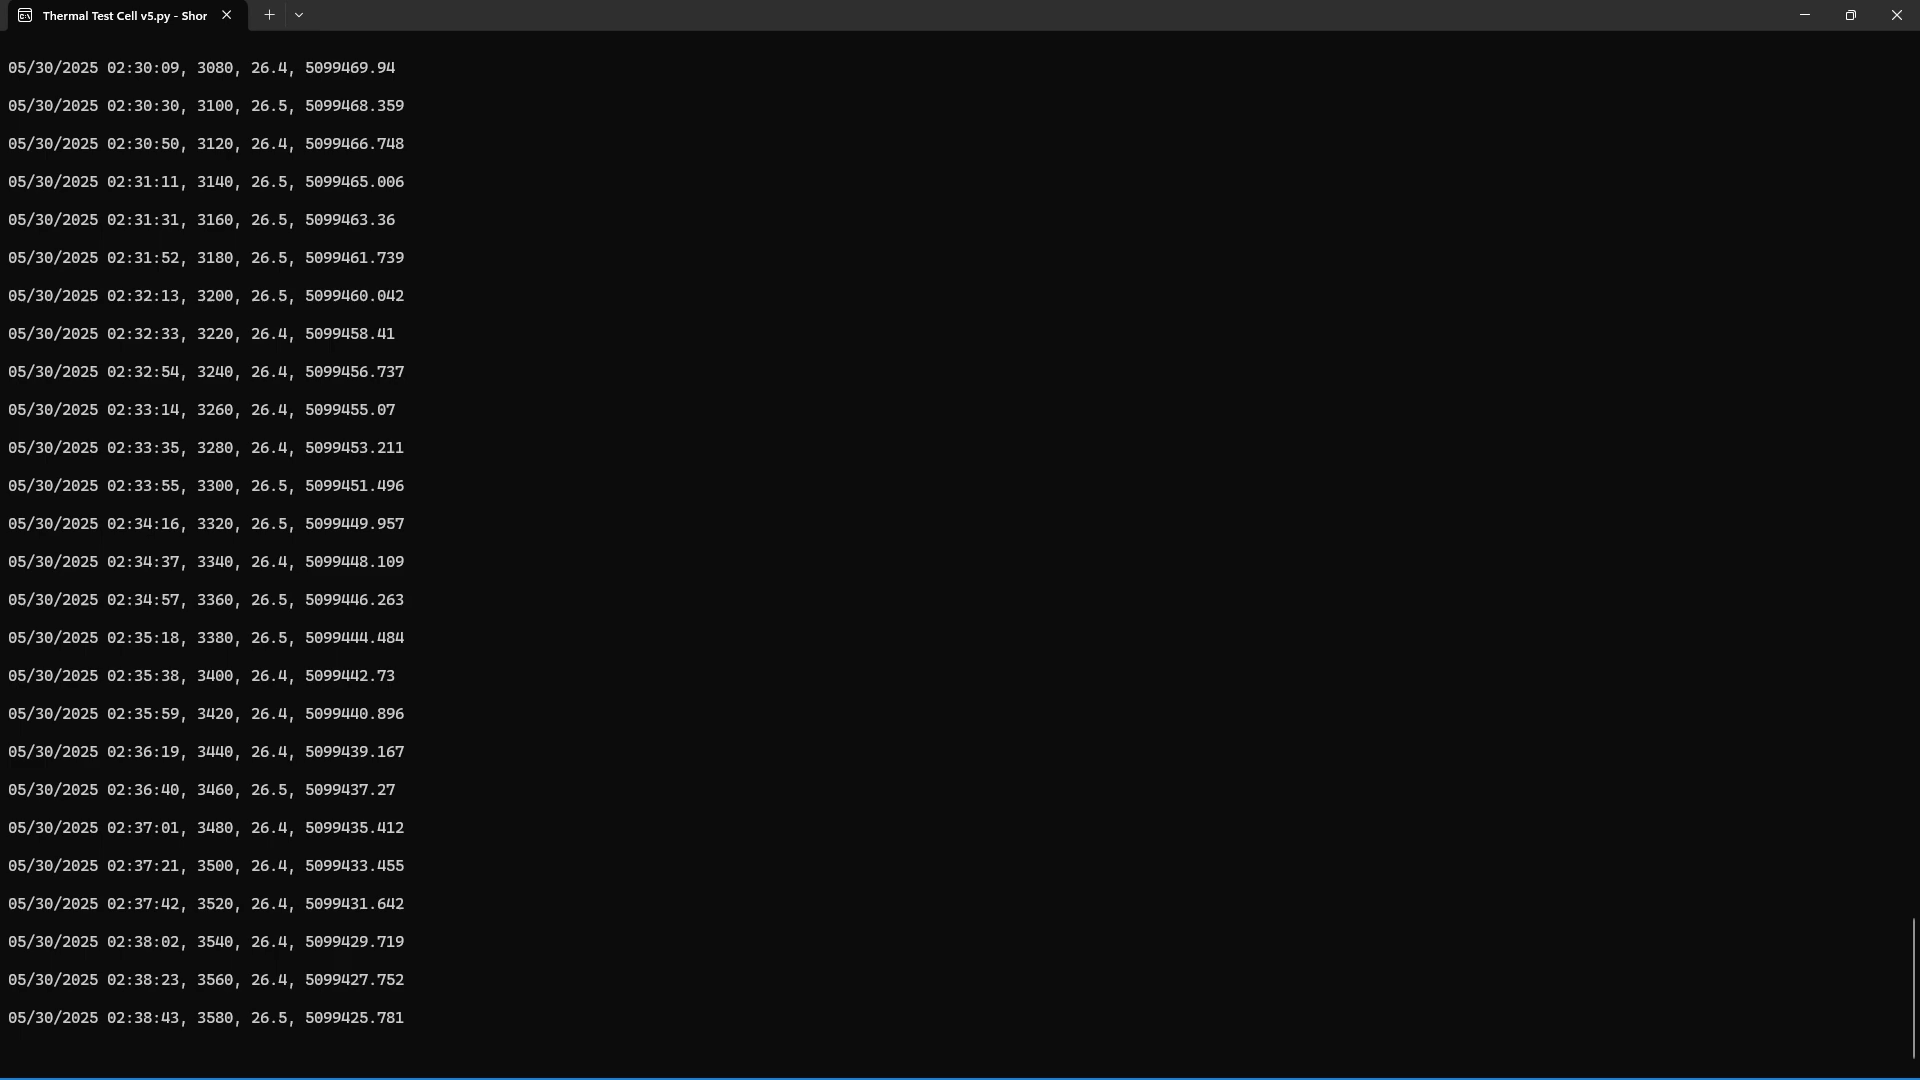 Thermal Test Cell v5.py - Shor
05/30/2025 02:30:09, 3080, 26.4, 5099469.94
05/30/2025 02:30:30, 3100, 26.5, 5099468.359
05/30/2025 02:30:50, 3120, 26.4, 5099466.748
05/30/2025 02:31:11, 3140, 26.5, 5099465.006
05/30/2025 02:31:31, 3160, 26.5, 5099463.36
05/30/2025 02:31:52, 3180, 26.5, 5099461.739
05/30/2025 02:32:13, 3200, 26.5, 5099460.042
05/30/2025 02:32:33, 3220, 26.4, 5099458.41
05/30/2025 02:32:54, 3240, 26.4, 5099456.737
05/30/2025 02:33:14, 3260, 26.4, 5099455.07
05/30/2025 02:33:35, 3280, 26.4, 5099453.211
05/30/2025 02:33:55, 3300, 26.5, 5099451.496
05/30/2025 02:34:16, 3320, 26.5, 5099449.957
05/30/2025 02:34:37, 3340, 26.4, 5099448.109
05/30/2025 02:34:57, 3360, 26.5, 5099446.263
05/30/2025 02:35:18, 3380, 26.5, 5099444.484
05/30/2025 02:35:38, 3400, 26.4, 5099442.73
05/30/2025 02:35:59, 3420, 26.4, 5099440.896
05/30/2025 02:36:19, 3440, 26.4, 5099439.167
05/30/2025 02:36:40, 3460, 26.5, 5099437.27
05/30/2025 02:37:01, 3480, 26.4, 5099435.412
05/30/2025 02:37:21, 3500, 26.4, 5099433.455
05/30/2025 02:37:42, 3520, 26.4, 5099431.642
05/30/2025 02:38:02, 3540, 26.4, 5099429.719
05/30/2025 02:38:23, 3560, 26.4, 5099427.752
05/30/2025 02:38:43, 3580, 26.5, 5099425.781